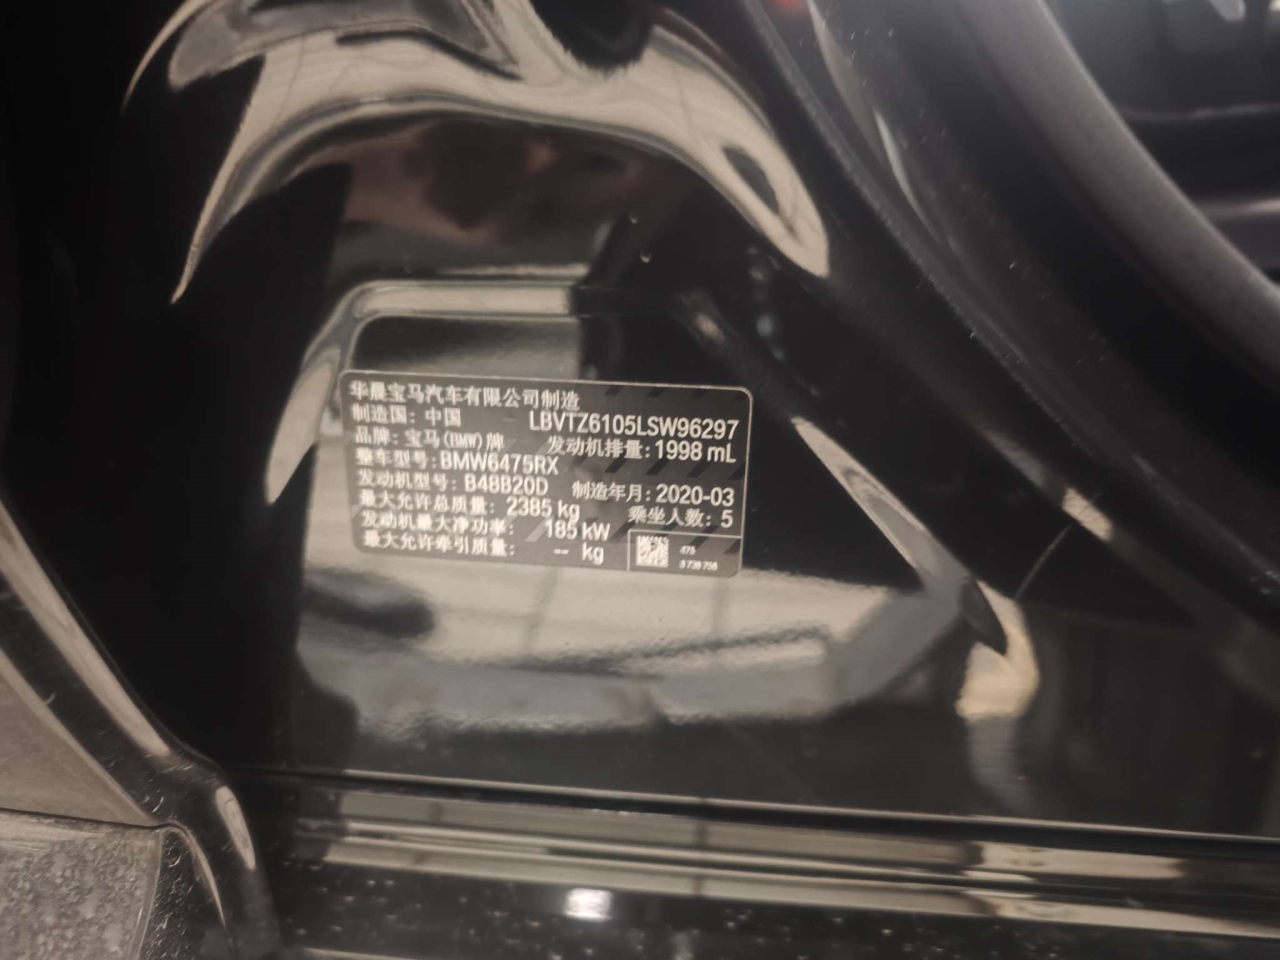 华晨宝马汽车有限公司制造
制造国：中国 LBVTZ6105LSW96297
品牌：宝马(BMW)牌 发动机排量：1998 mL
整车型号：BMW6475RX
发动机型号：B48B20D 制造年月：2020-03
最大允许总质量：2385 kg 乘坐人数：5
发动机最大净功率：185 kW
最大允许牵引质量：-- kg
475